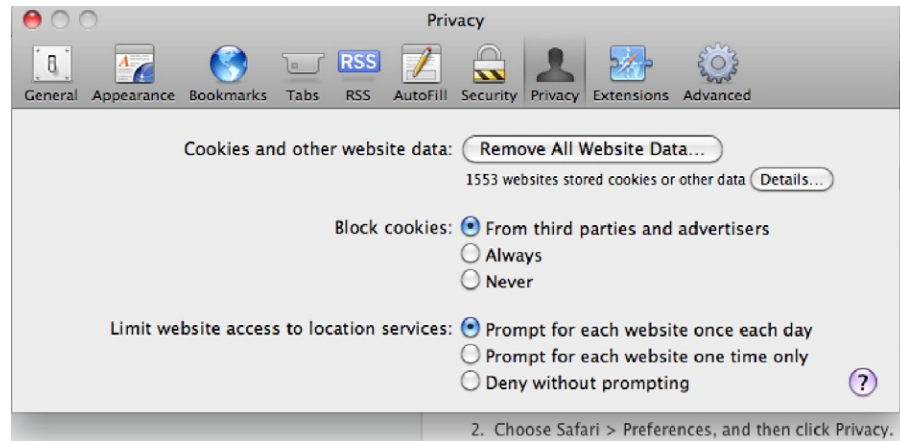 Privacy
General Appearance Bookmarks Tabs RSS AutoFill Security Privacy Extensions Advanced
RSS
Cookies and other website data: Remove All Website Data...
1553 websites stored cookies or other data Details...
Block cookies: From third parties and advertisers
Always
Never
Limit website access to location services: Prompt for each website once each day
Prompt for each website one time only
Deny without prompting
?
2. Choose Safari > Preferences, and then click Privacy.